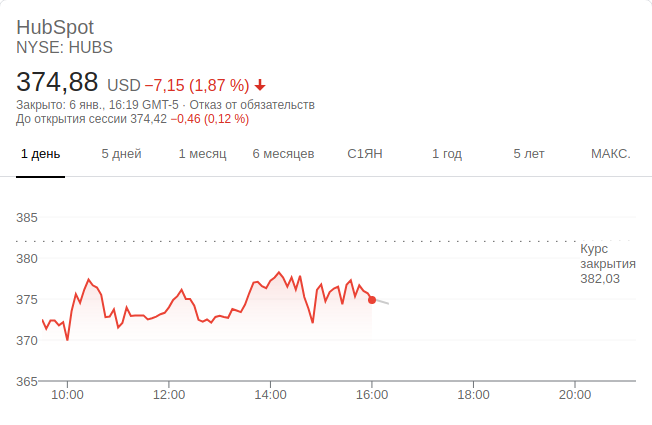 HubSpot
NYSE: HUBS
374,88 USD −7,15 (1,87 %)
Закрыто: 6 янв., 16:19 GMT-5 · Отказ от обязательств
До открытия сессии 374,42 −0,46 (0,12 %)
1 день 5 дней 1 месяц 6 месяцев С1ЯН 1 год 5 лет МАКС.
385
380
375
370
365
Курс
закрытия
382,03
10:00 12:00 14:00 16:00 18:00 20:00